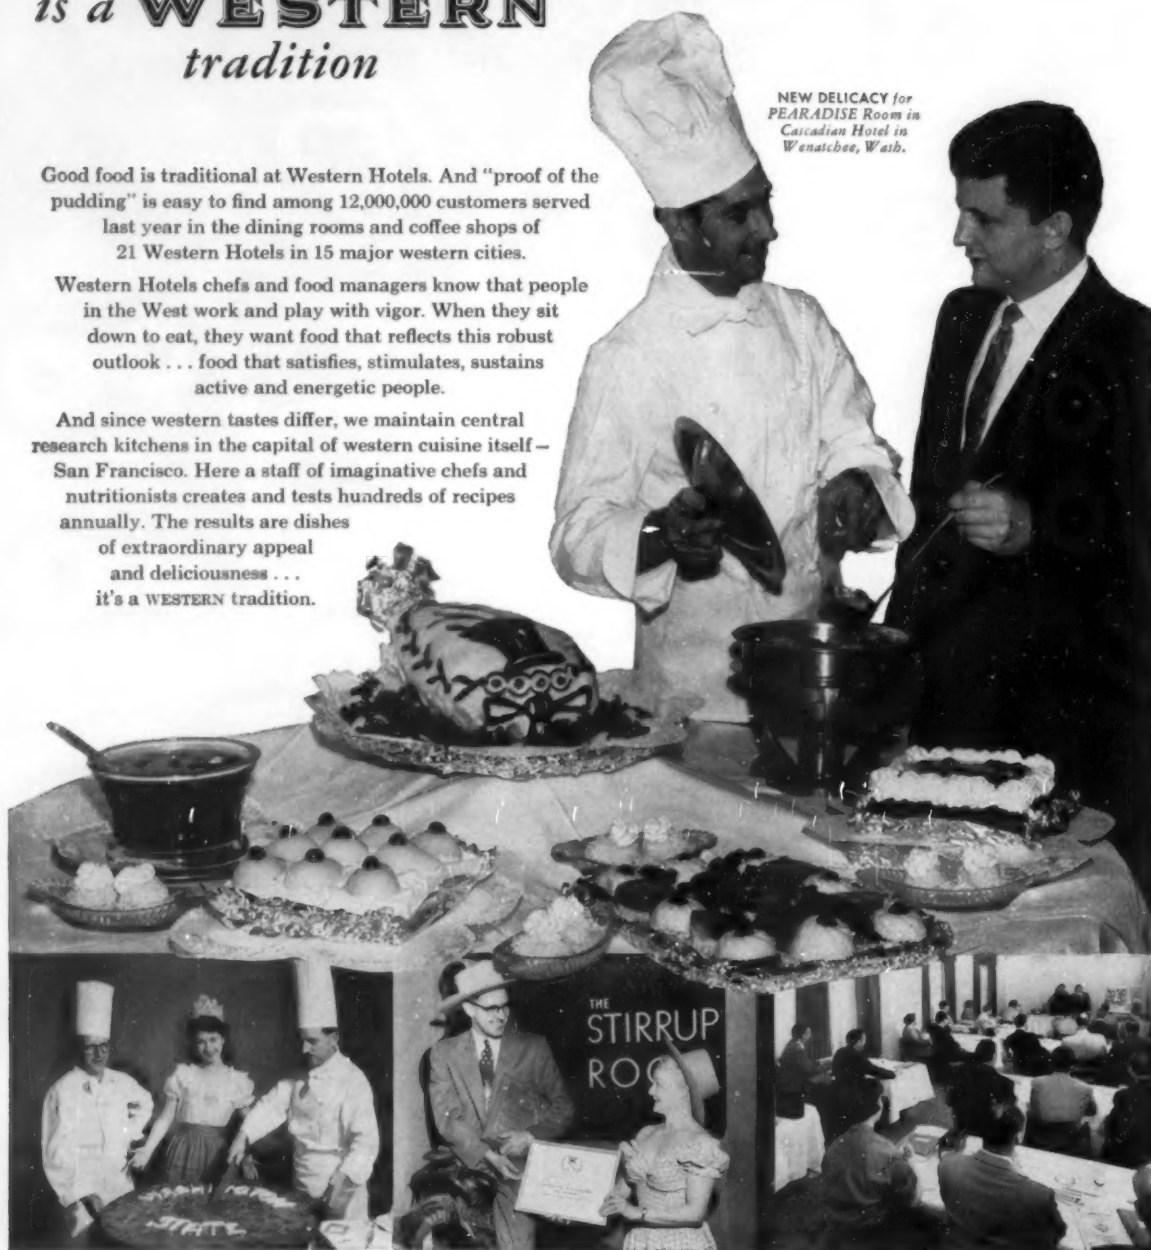 is a WESTERN
tradition
NEW DELICACY for
PEARADISE Room in
Cascadian Hotel in
Wenatchee, Wash.
Good food is traditional at Western Hotels. And "proof of the
pudding" is easy to find among 12,000,000 customers served
last year in the dining rooms and coffee shops of
21 Western Hotels in 15 major western cities.
Western Hotels chefs and food managers know that people
in the West work and play with vigor. When they sit
down to eat, they want food that reflects this robust
outlook . . . food that satisfies, stimulates, sustains
active and energetic people.
And since western tastes differ, we maintain central
research kitchens in the capital of western cuisine itself—
San Francisco. Here a staff of imaginative chefs and
nutritionists creates and tests hundreds of recipes
annually. The results are dishes
of extraordinary appeal
and deliciousness . . .
it's a WESTERN tradition.
THE
STIRRUP
ROO
STATE